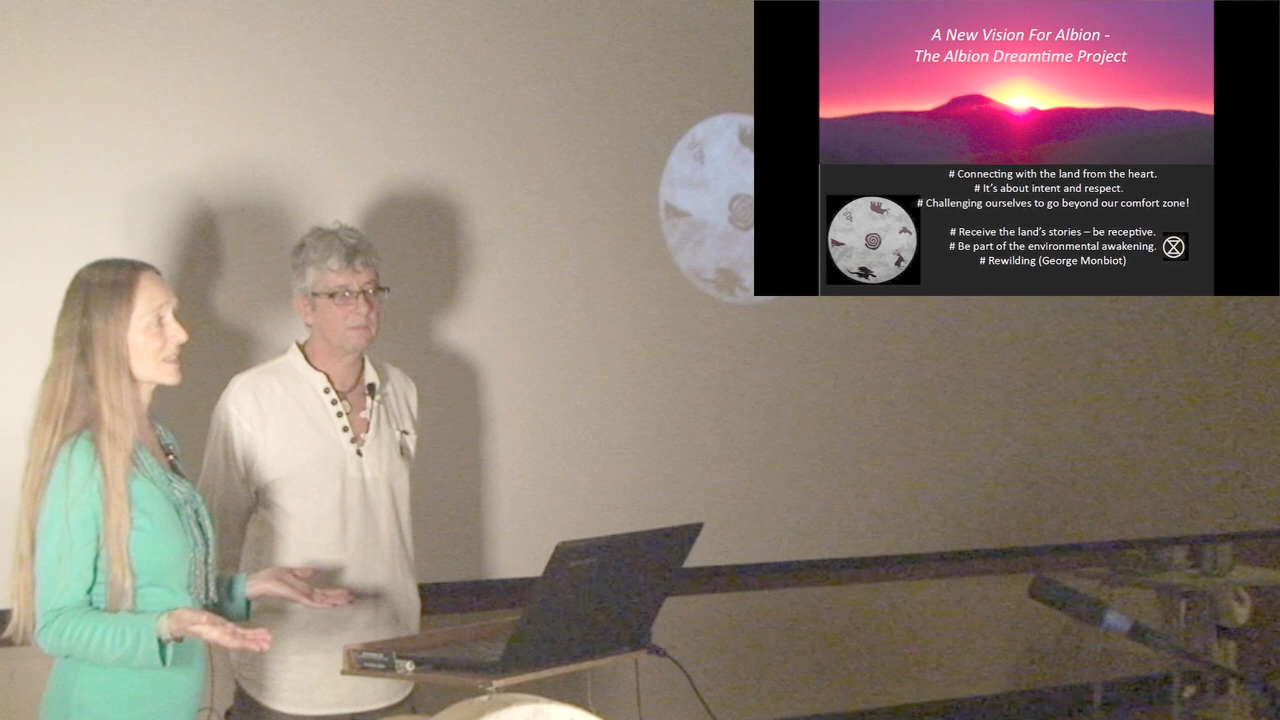 A New Vision For Albion -
The Albion Dreamtime Project
# Connecting with the land from the heart.
# It's about intent and respect.
# Challenging ourselves to go beyond our comfort zone!
# Receive the land's stories – be receptive.
# Be part of the environmental awakening.
# Rewilding (George Monbiot)